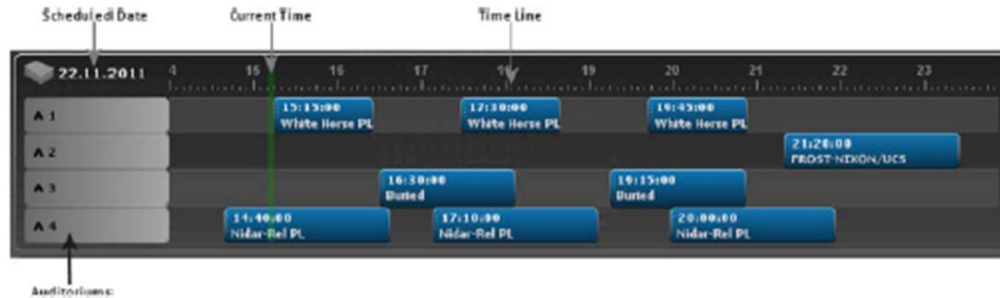 Scheduled Date Current Time Time Line
22.11.2011 4 15 16 17 18 19 20 21 22 23
A 1 15:15:00 17:30:00 19:45:00
White Horse PL White Horse PL White Horse PL
A 2 21:20:00
FROST-NIXON/UCS
A 3 16:30:00 19:15:00
Buried Buried
A 4 14:40:00 17:10:00 20:00:00
Nidar-Rel PL Nidar-Rel PL Nidar-Rel PL
Auditoriums